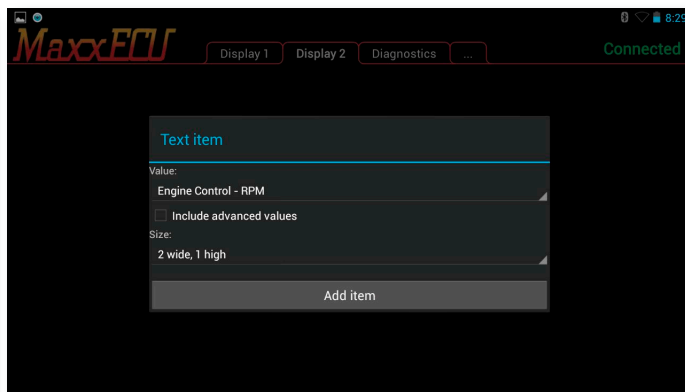 8:29
MaxxECU
Display 1
Display 2
Diagnostics
...
Connected
Text item
Value:
Engine Control - RPM
Include advanced values
Size:
2 wide, 1 high
Add item